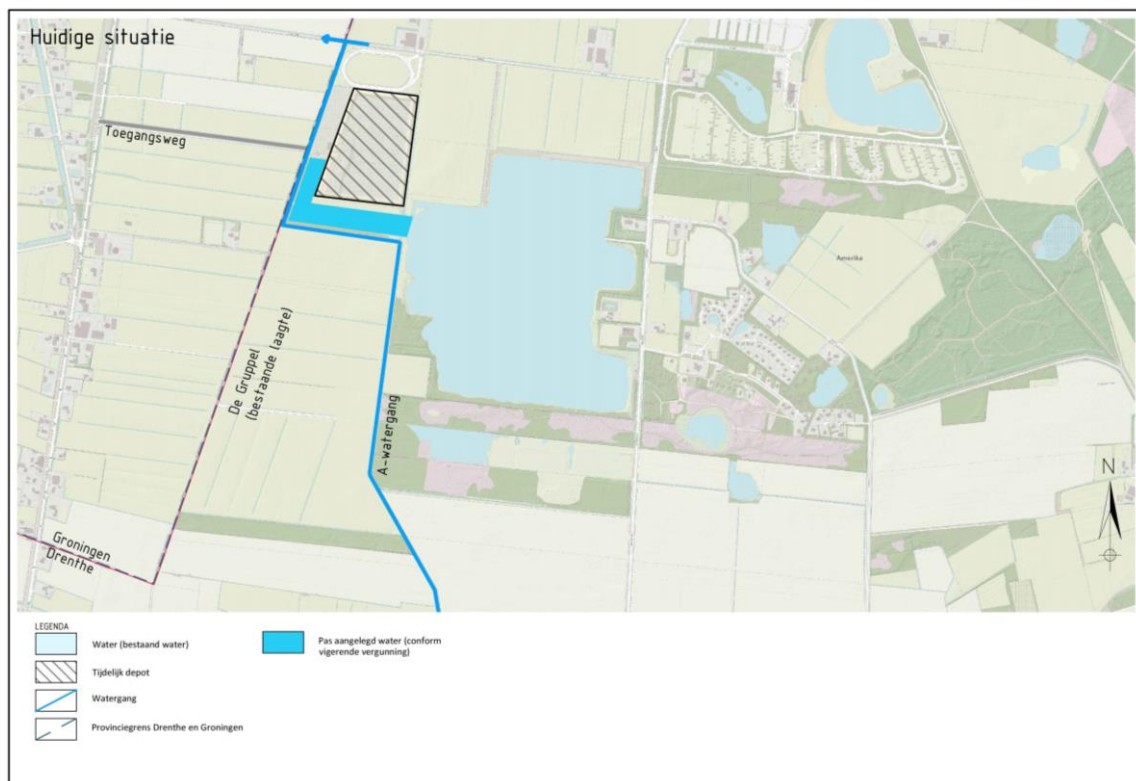 Huidige situatie
Toegangsweg
De Gruppel
(bestaande laagte)
A-watergang
Amerika
N
Groningen
Drenthe
LEGENDA
Water (bestaand water)
Pas aangelegd water (conform
vigerende vergunning)
Tijdelijk depot
Watergang
Provinciegrens Drenthe en Groningen